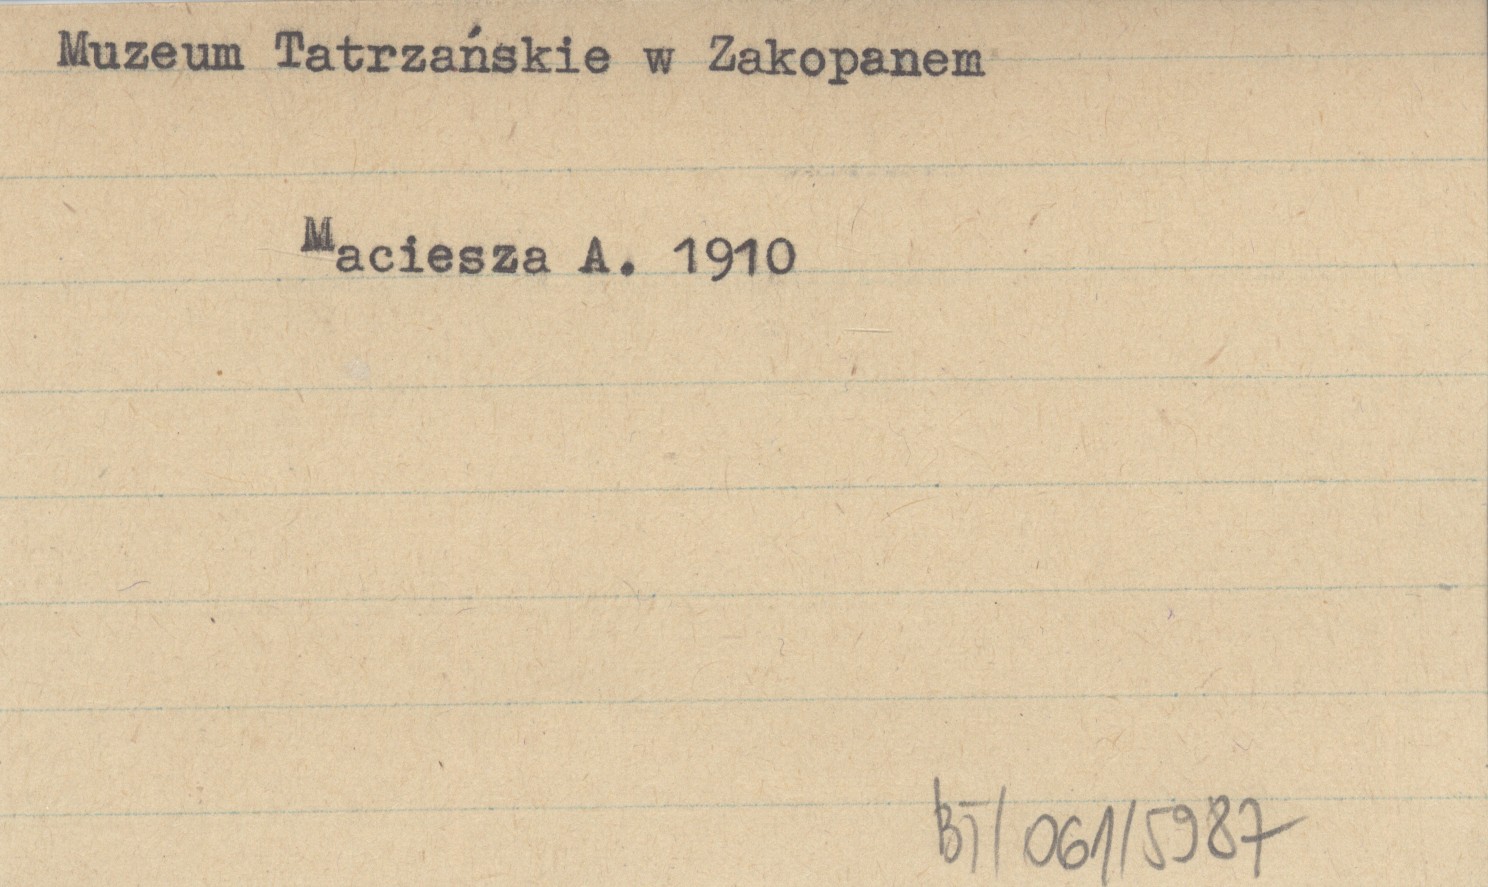 Muzeum Tatrzańskie w Zakopanem
Maciesza A. 1910
BT/061/5987